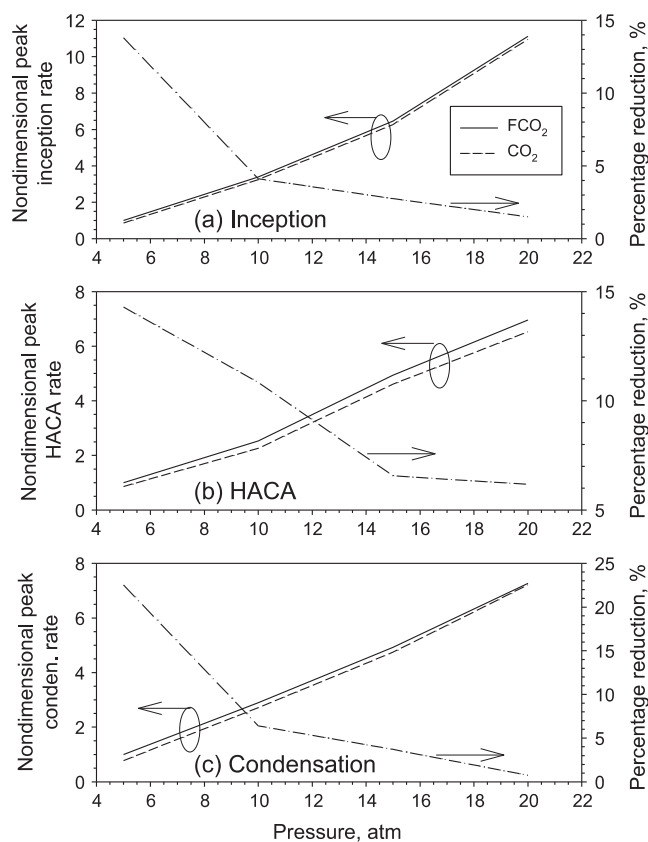 12
10
8
6
4
2
0
15
10
5
0
Nondimensional peak
inception rate
Percentage reduction, %
FCO₂
CO₂
(a) Inception
4 6 8 10 12 14 16 18 20 22
8
6
4
2
0
15
10
5
Nondimensional peak
HACA rate
Percentage reduction, %
(b) HACA
4 6 8 10 12 14 16 18 20 22
8
6
4
2
0
25
20
15
10
5
0
Nondimensional peak
conden. rate
Percentage reduction, %
(c) Condensation
4 6 8 10 12 14 16 18 20 22
Pressure, atm